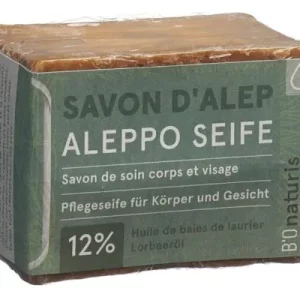 SAVON D'ALEP
ALEPPO SEIFE
Savon de soin corps et visage
Pflegeseife für Körper und Gesicht
12%
Huile de baies de laurier
Lorbeeröl
B'Onaturis